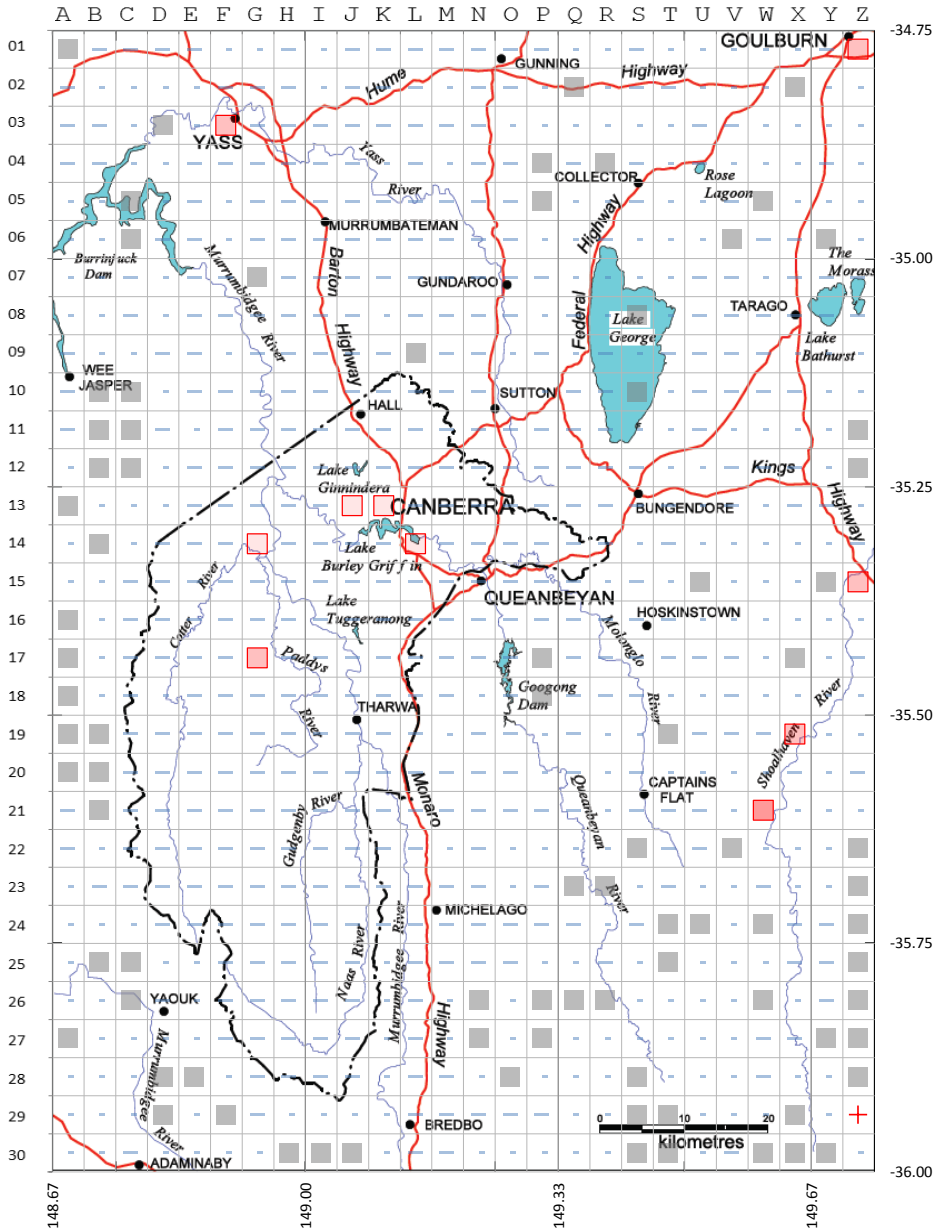 A B C D E F G H I J K L M N O P Q R S T U V W X Y Z
01
02
03
04
05
06
07
08
09
10
11
12
13
14
15
16
17
18
19
20
21
22
23
24
25
26
27
28
29
30
-34.75
-35.00
-35.25
-35.50
-35.75
-36.00
GOULBURN
GUNNING
Hume
Highway
YASS
Yass
River
COLLECTOR
Rose
Lagoon
MURRUMBATEMAN
Highway
Burrinjuck
Dam
Murrumbidgee
River
Barton
Highway
GUNDAROO
Federal
The
Morass
TARAGO
Lake
George
Lake
Bathurst
WEE
JASPER
HALL
SUTTON
Lake
Ginnindera
Kings
Highway
CANBERRA
BUNGENDORE
Lake
Burley Griffin
Cotter
River
QUEANBEYAN
Lake
Tuggeranong
HOSKINSTOWN
Molonglo
River
Paddys
River
Googong
Dam
THARWA
Shoalhaven
River
Monaro
Highway
CAPTAINS
FLAT
Gudgenby
River
Queanbeyan
River
MICHELAGO
Naas
River
Murrumbidgee
River
YAOUK
Murrumbidgee
River
BREDBO
ADAMINABY
0 10 20
kilometres
148.67
149.00
149.33
149.67